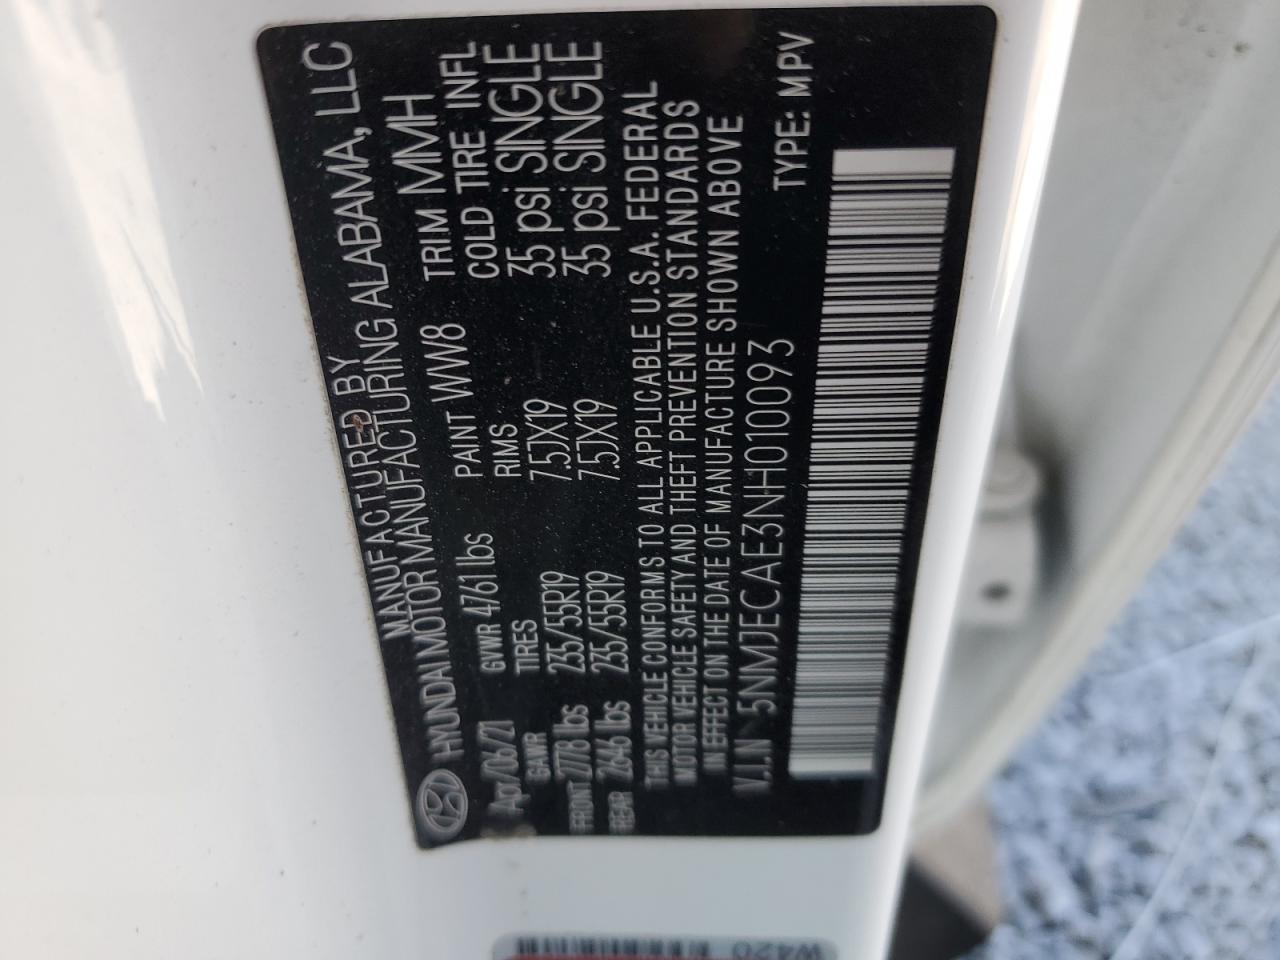 MANUFACTURED BY
HYUNDAI MOTOR MANUFACTURING ALABAMA, LLC
Apr/06/21 GVWR 4761 lbs PAINT WW8 TRIM MMH
GAWR TIRES RIMS COLD TIRE INFL
FRONT 2778 lbs 235/55R19 7.5JX19 35 psi SINGLE
REAR 2646 lbs 235/55R19 7.5JX19 35 psi SINGLE
THIS VEHICLE CONFORMS TO ALL APPLICABLE U.S.A. FEDERAL
MOTOR VEHICLE SAFETY AND THEFT PREVENTION STANDARDS
IN EFFECT ON THE DATE OF MANUFACTURE SHOWN ABOVE
V.I.N 5NMJECAE3NH010093 TYPE: MPV
W420